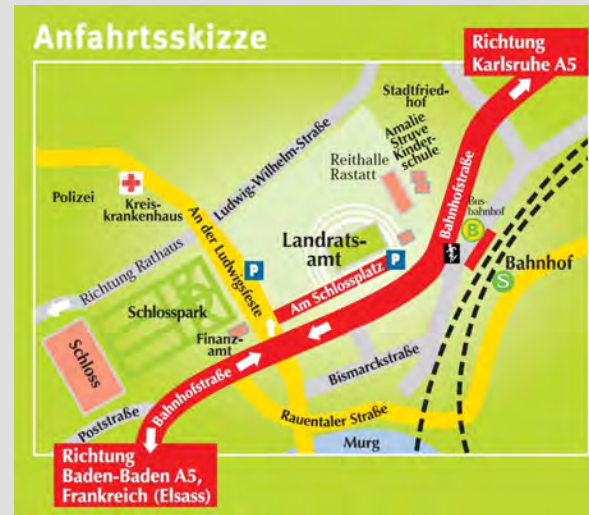 Anfahrtsskizze
Richtung
Karlsruhe A5
Stadtfried-
hof
Amalie
Struve
Kinder-
schule
Reithalle
Rastatt
Ludwig-Wilhelm-Straße
Bahnhofstraße
Bus-
bahnhof
B
Polizei
Kreis-
krankenhaus
An der Ludwigsfeste
P
Landrats-
amt
P
Bahnhof
S
Richtung Rathaus
Am Schlossplatz
Schlosspark
Finanz-
amt
Schloss
Bismarckstraße
Bahnhofstraße
Rauentaler Straße
Poststraße
Murg
Richtung
Baden-Baden A5,
Frankreich (Elsass)